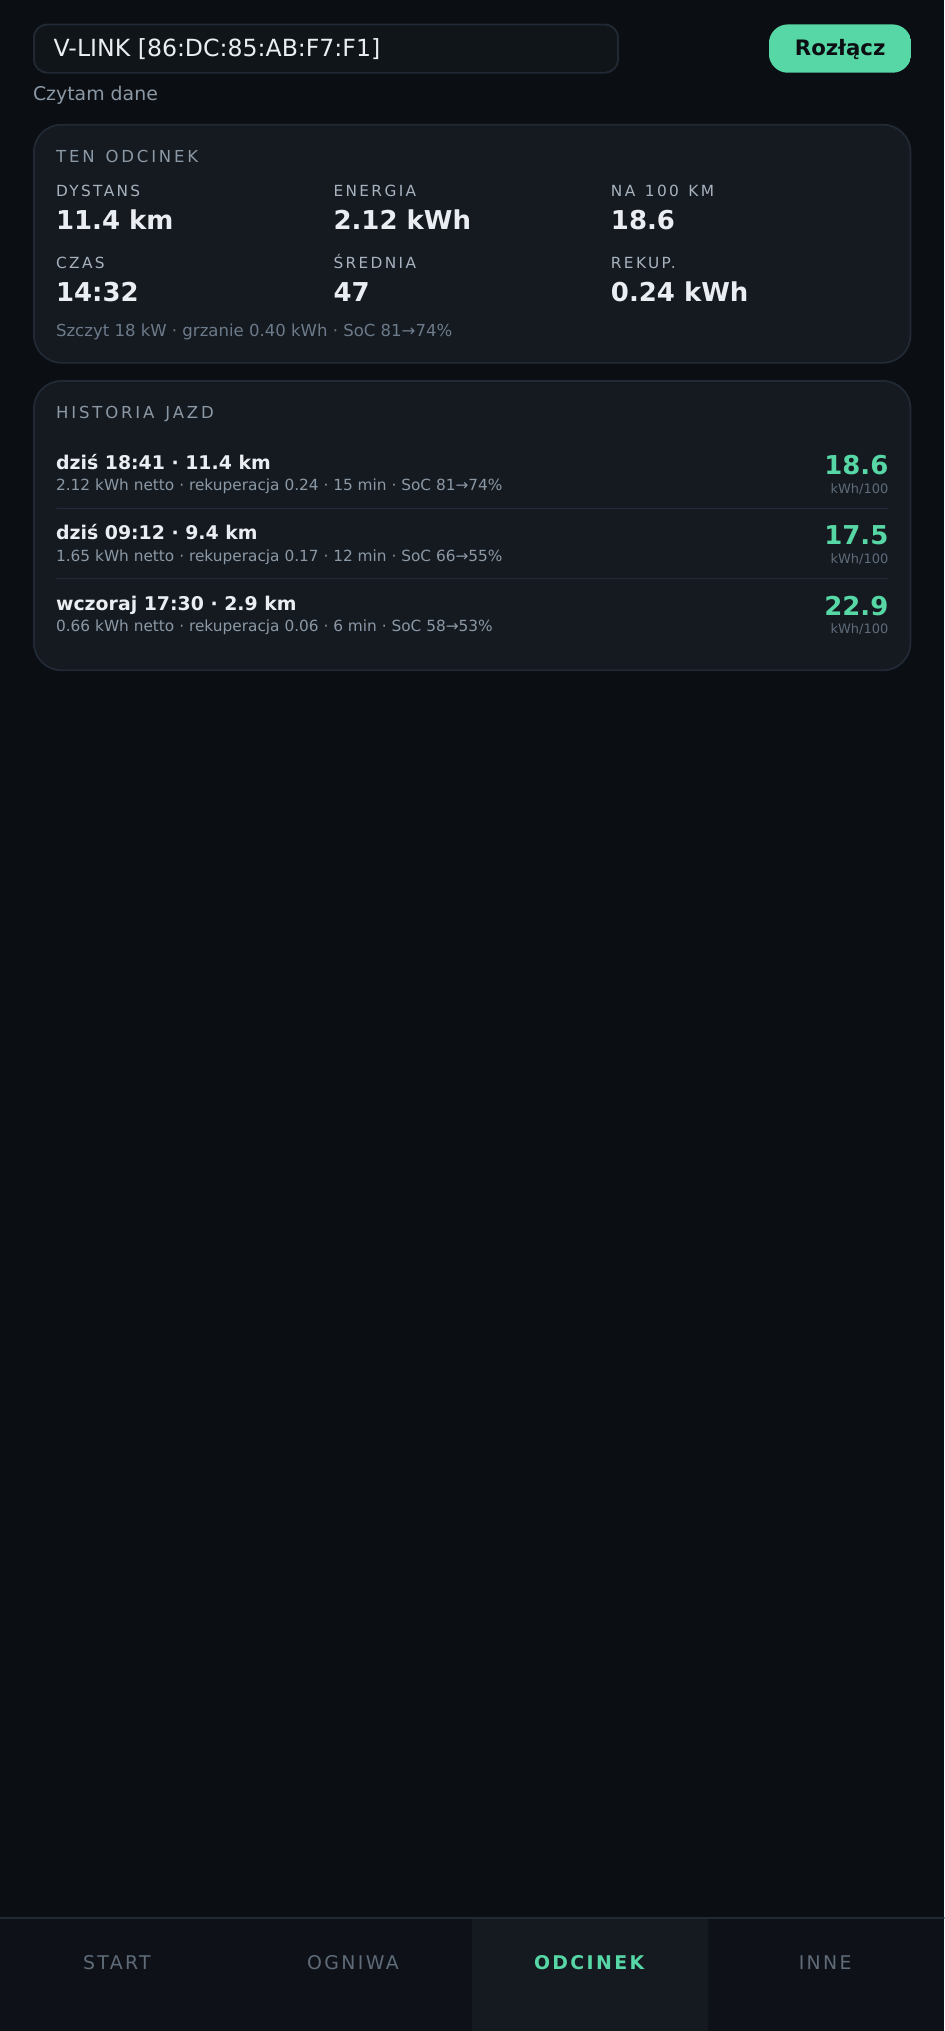 V-LINK [86:DC:85:AB:F7:F1]
Rozłącz
Czytam dane
TEN ODCINEK
DYSTANS ENERGIA NA 100 KM
11.4 km 2.12 kWh 18.6
CZAS ŚREDNIA REKUP.
14:32 47 0.24 kWh
Szczyt 18 kW · grzanie 0.40 kWh · SoC 81→74%
HISTORIA JAZD
dziś 18:41 · 11.4 km 18.6
2.12 kWh netto · rekuperacja 0.24 · 15 min · SoC 81→74% kWh/100
dziś 09:12 · 9.4 km 17.5
1.65 kWh netto · rekuperacja 0.17 · 12 min · SoC 66→55% kWh/100
wczoraj 17:30 · 2.9 km 22.9
0.66 kWh netto · rekuperacja 0.06 · 6 min · SoC 58→53% kWh/100
START OGNIWA ODCINEK INNE